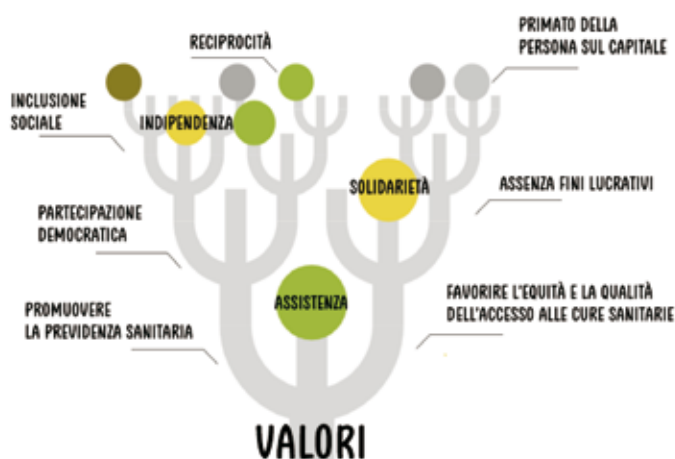 RECIPROCITÀ
PRIMATO DELLA
PERSONA SUL CAPITALE
INCLUSIONE
SOCIALE
INDIPENDENZA
SOLIDARIETÀ
ASSENZA FINI LUCRATIVI
PARTECIPAZIONE
DEMOCRATICA
ASSISTENZA
FAVORIRE L'EQUITÀ E LA QUALITÀ
DELL'ACCESSO ALLE CURE SANITARIE
PROMUOVERE
LA PREVIDENZA SANITARIA
VALORI